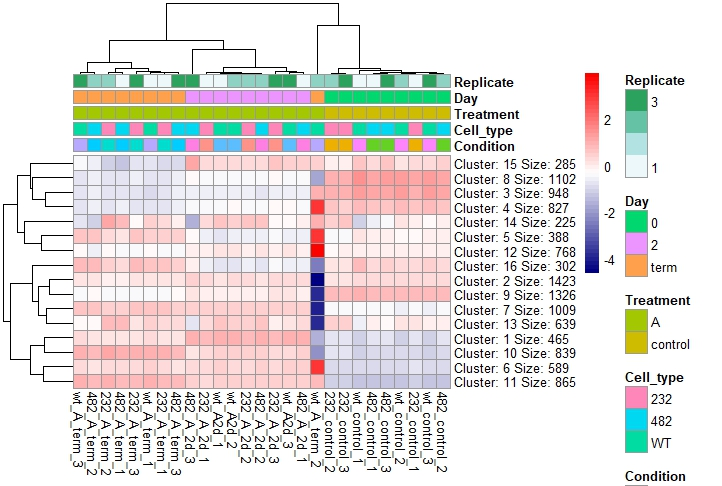 Replicate
Day
Treatment
Cell_type
Condition
Cluster: 15 Size: 285
Cluster: 8 Size: 1102
Cluster: 3 Size: 948
Cluster: 4 Size: 827
Cluster: 14 Size: 225
Cluster: 5 Size: 388
Cluster: 12 Size: 768
Cluster: 16 Size: 302
Cluster: 2 Size: 1423
Cluster: 9 Size: 1326
Cluster: 7 Size: 1009
Cluster: 13 Size: 639
Cluster: 1 Size: 465
Cluster: 10 Size: 839
Cluster: 6 Size: 589
Cluster: 11 Size: 865
wt_A_term_3
482_A_term_2
232_A_term_2
232_A_term_1
232_A_term_3
wt_A_term_1
482_A_term_1
482_A_term_3
482_A_2d_3
232_A_2d_1
wt_A2d_1
wt_A2d_2
232_A_2d_2
482_A_2d_2
232_A_2d_3
wt_A2d_3
482_A_2d_1
wt_A_term_2
232_control_2
232_control_3
wt_control_1
482_control_1
482_control_3
wt_control_2
232_control_1
wt_control_3
482_control_2
2
0
-2
-4
Replicate
3
1
Day
0
2
term
Treatment
A
control
Cell_type
232
482
WT
Condition